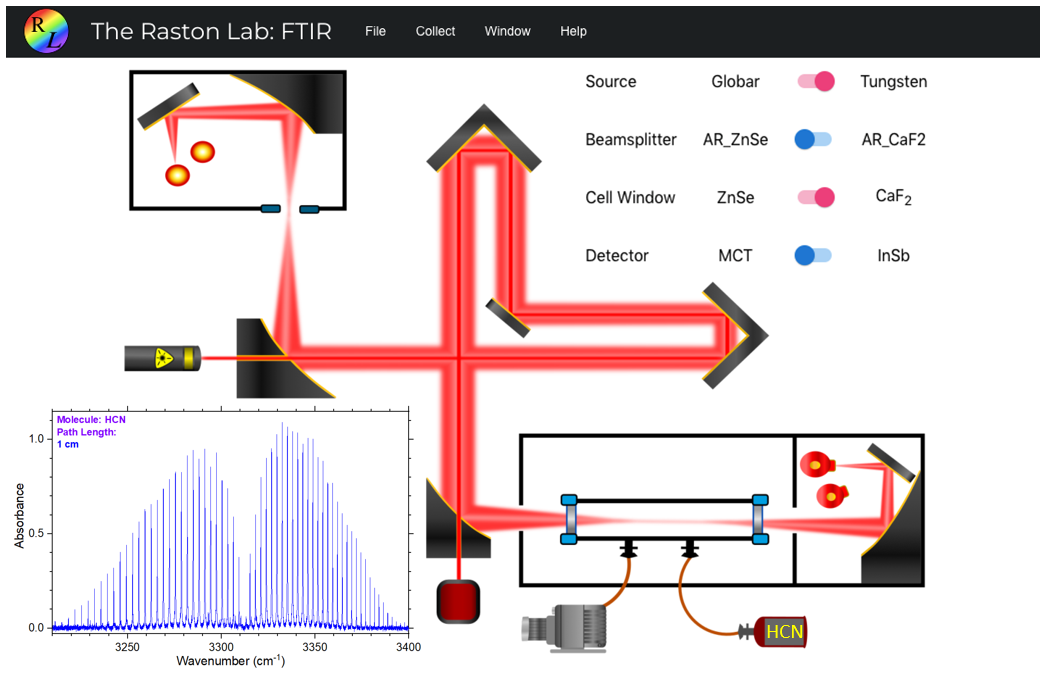 R L The Raston Lab: FTIR File Collect Window Help
Source Globar Tungsten
Beamsplitter AR_ZnSe AR_CaF2
Cell Window ZnSe CaF₂
Detector MCT InSb
Molecule: HCN
Path Length:
1 cm
Absorbance
1.0
0.5
0.0
3250 3300 3350 3400
Wavenumber (cm⁻¹)
HCN